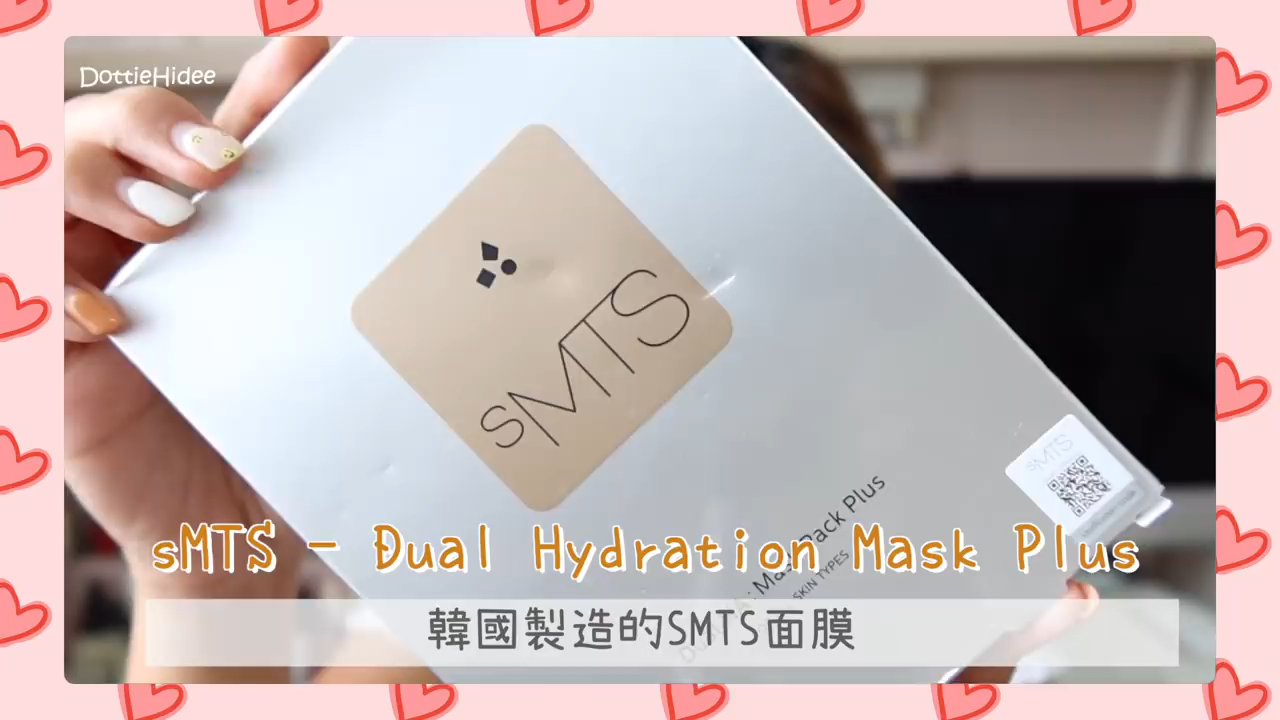 DottieHidee
sMTS
sMTS
Mask Pack Plus
SKIN TYPES
sMTS - Dual Hydration Mask Plus
韓國製造的SMTS面膜